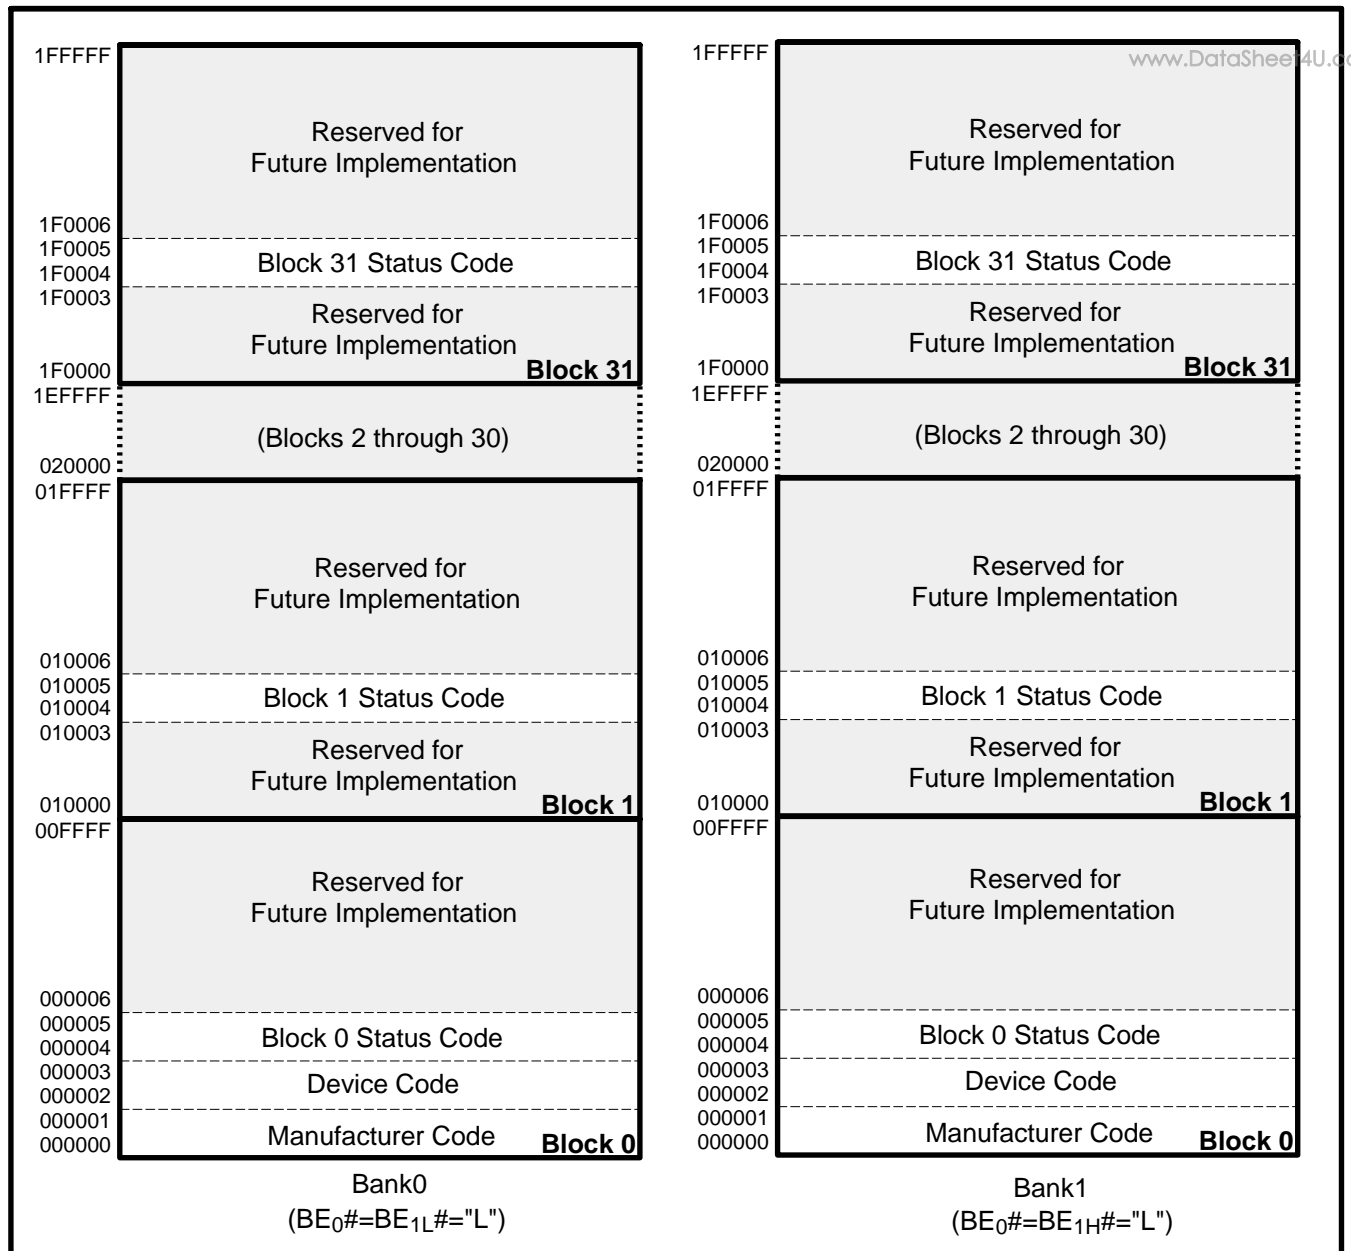 www.DataSheet4U.co
1FFFFF
Reserved for
Future Implementation
1F0006
1F0005
Block 31 Status Code
1F0004
1F0003
Reserved for
Future Implementation
1F0000
Block 31
1EFFFF
(Blocks 2 through 30)
020000
01FFFF
Reserved for
Future Implementation
010006
010005
Block 1 Status Code
010004
010003
Reserved for
Future Implementation
010000
Block 1
00FFFF
Reserved for
Future Implementation
000006
000005
Block 0 Status Code
000004
000003
Device Code
000002
000001
Manufacturer Code
Block 0
000000
Bank0
(BE0#=BE1L#="L")
1FFFFF
Reserved for
Future Implementation
1F0006
1F0005
Block 31 Status Code
1F0004
1F0003
Reserved for
Future Implementation
1F0000
Block 31
1EFFFF
(Blocks 2 through 30)
020000
01FFFF
Reserved for
Future Implementation
010006
010005
Block 1 Status Code
010004
010003
Reserved for
Future Implementation
010000
Block 1
00FFFF
Reserved for
Future Implementation
000006
000005
Block 0 Status Code
000004
000003
Device Code
000002
000001
Manufacturer Code
Block 0
000000
Bank1
(BE0#=BE1H#="L")